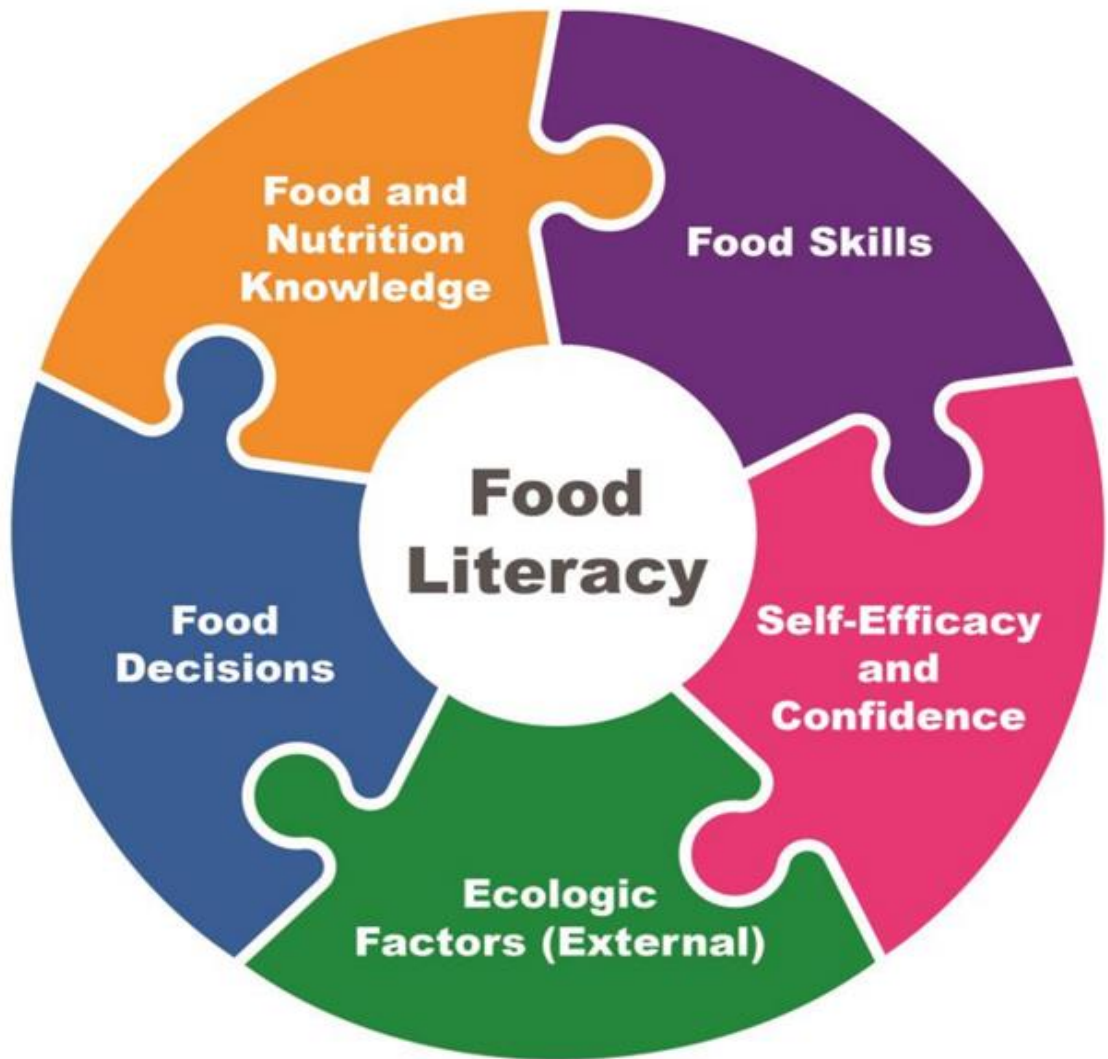 Food and
Nutrition
Knowledge
Food Skills
Food
Literacy
Self-Efficacy
and
Confidence
Food
Decisions
Ecologic
Factors (External)